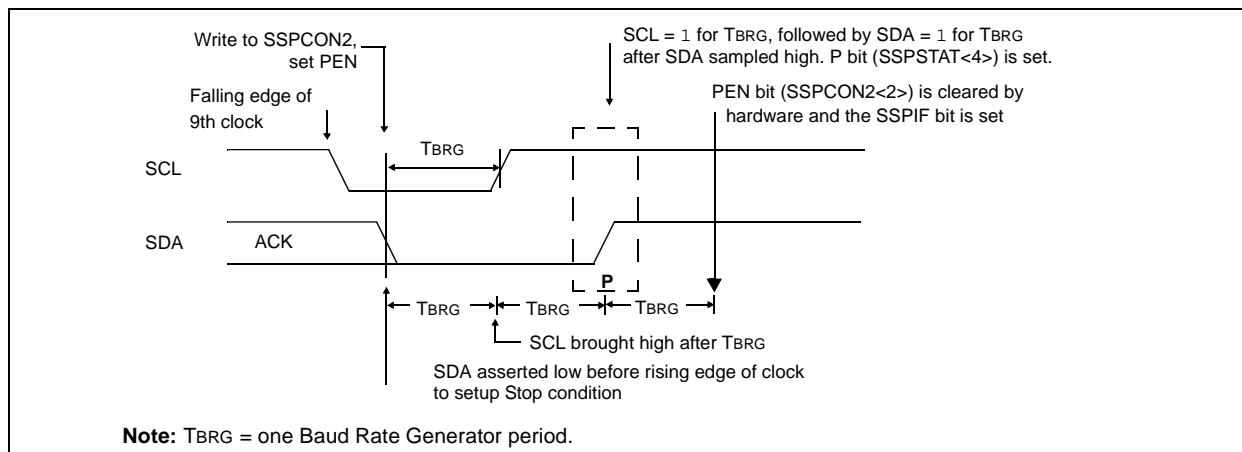 Write to SSPCON2,
set PEN
SCL = 1 for TBRG, followed by SDA = 1 for TBRG
after SDA sampled high. P bit (SSPSTAT<4>) is set.
PEN bit (SSPCON2<2>) is cleared by
hardware and the SSPIF bit is set
Falling edge of
9th clock
TBRG
SCL
SDA
ACK
P
TBRG
TBRG
TBRG
SCL brought high after TBRG
SDA asserted low before rising edge of clock
to setup Stop condition
Note: TBRG = one Baud Rate Generator period.